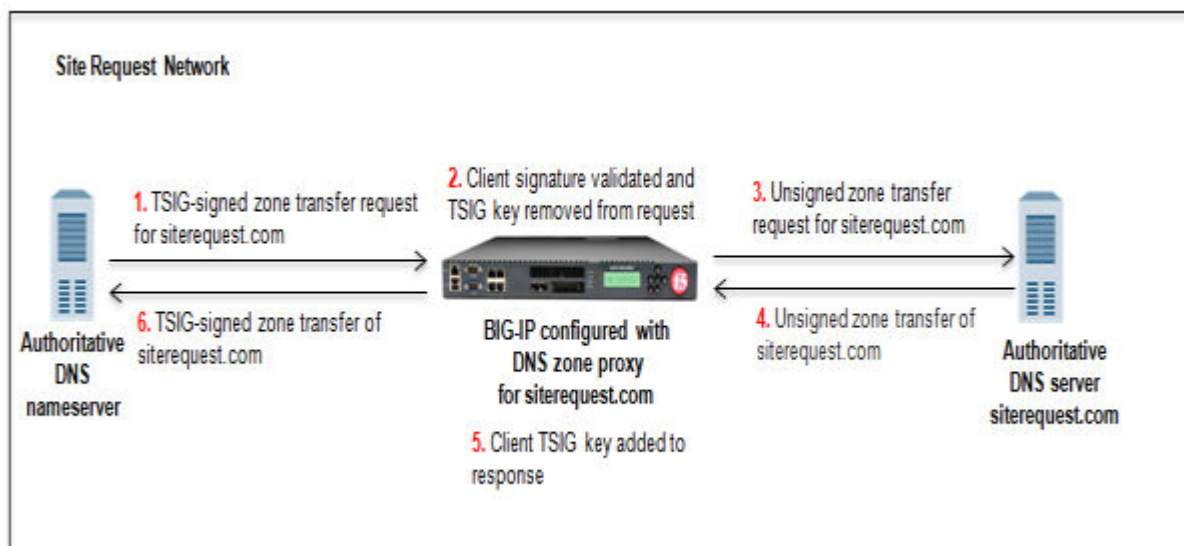 Site Request Network
1. TSIG-signed zone transfer request
for siterequest.com
2. Client signature validated and
TSIG key removed from request
3. Unsigned zone transfer
request for siterequest.com
6. TSIG-signed zone transfer of
siterequest.com
4. Unsigned zone transfer of
siterequest.com
Authoritative
DNS
nameserver
BIG-IP configured with
DNS zone proxy
for siterequest.com
Authoritative
DNS server
siterequest.com
5. Client TSIG key added to
response
f5